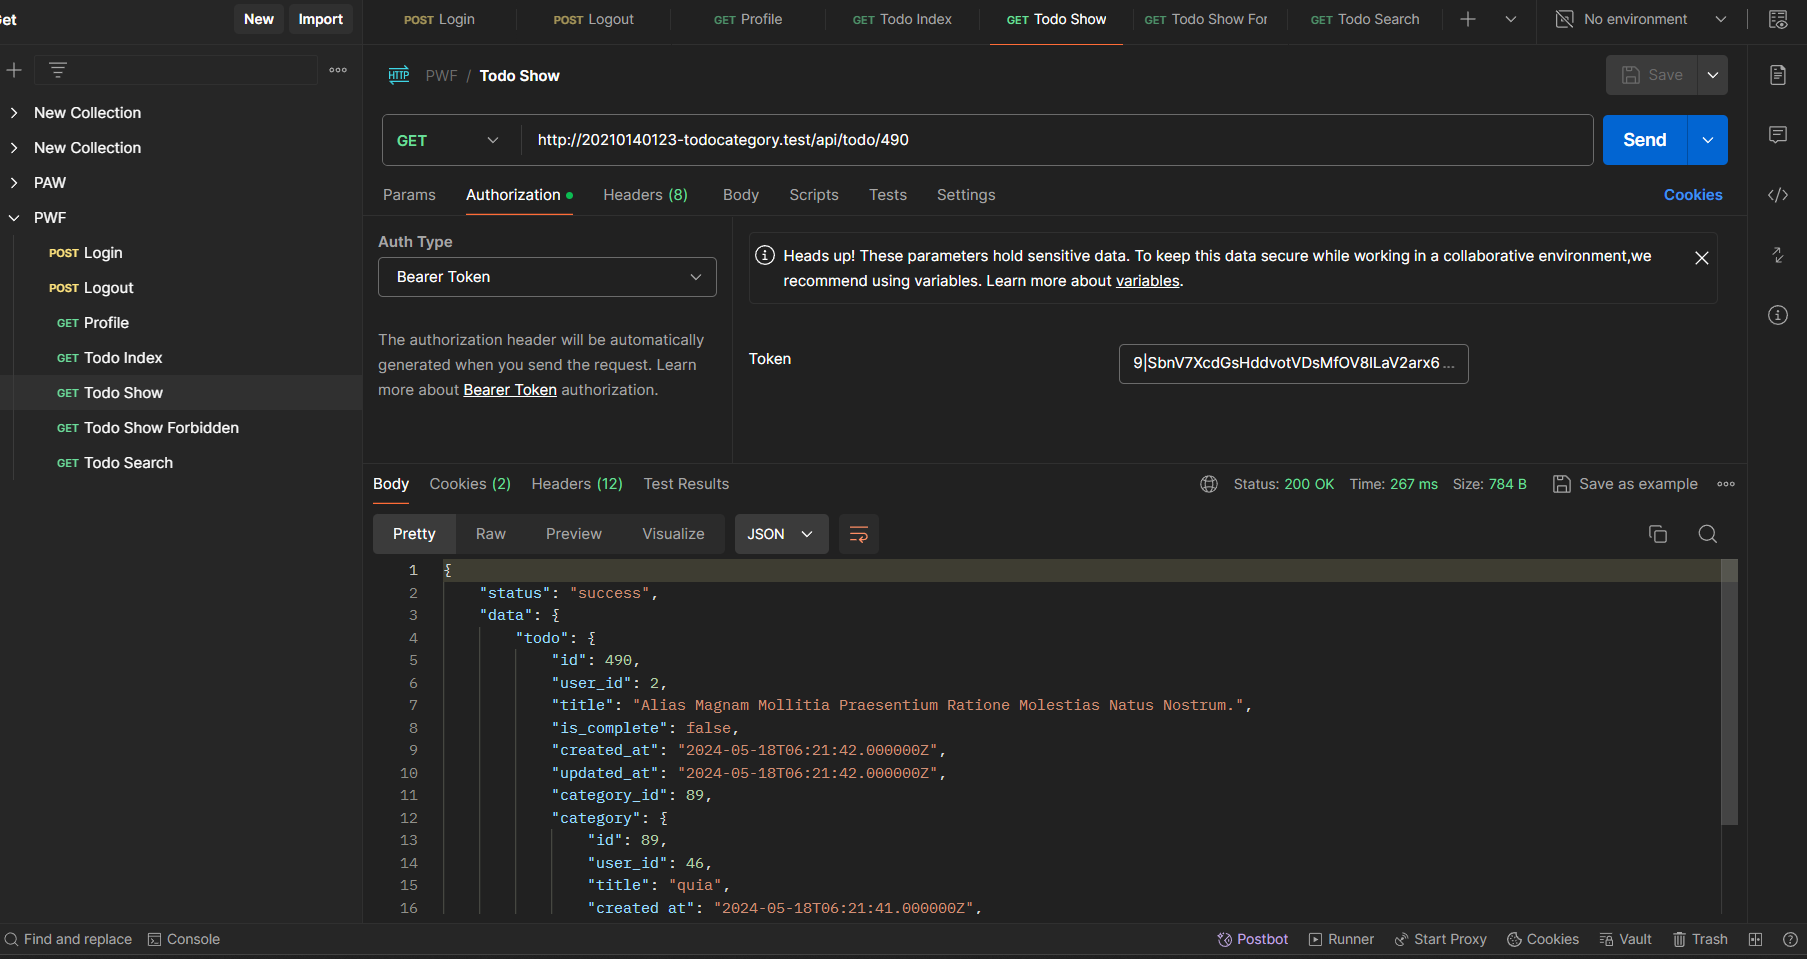 Get New Import POST Login POST Logout GET Profile GET Todo Index GET Todo Show GET Todo Show For GET Todo Search No environment
HTTP PWF / Todo Show Save
New Collection
New Collection
PAW
PWF
POST Login
POST Logout
GET Profile
GET Todo Index
GET Todo Show
GET Todo Show Forbidden
GET Todo Search
GET http://20210140123-todocategory.test/api/todo/490 Send
Params Authorization Headers (8) Body Scripts Tests Settings Cookies
Auth Type
Bearer Token
The authorization header will be automatically
generated when you send the request. Learn
more about Bearer Token authorization.
Heads up! These parameters hold sensitive data. To keep this data secure while working in a collaborative environment,we
recommend using variables. Learn more about variables.
Token 9|SbnV7XcdGsHddvotVDsMfOV8ILaV2arx6 ...
Body Cookies (2) Headers (12) Test Results Status: 200 OK Time: 267 ms Size: 784 B Save as example
Pretty Raw Preview Visualize JSON
1 {
2 "status": "success",
3 "data": {
4 "todo": {
5 "id": 490,
6 "user_id": 2,
7 "title": "Alias Magnam Mollitia Praesentium Ratione Molestias Natus Nostrum.",
8 "is_complete": false,
9 "created_at": "2024-05-18T06:21:42.000000Z",
10 "updated_at": "2024-05-18T06:21:42.000000Z",
11 "category_id": 89,
12 "category": {
13 "id": 89,
14 "user_id": 46,
15 "title": "quia",
16 "created_at": "2024-05-18T06:21:41.000000Z",
Find and replace Console Postbot Runner Start Proxy Cookies Vault Trash